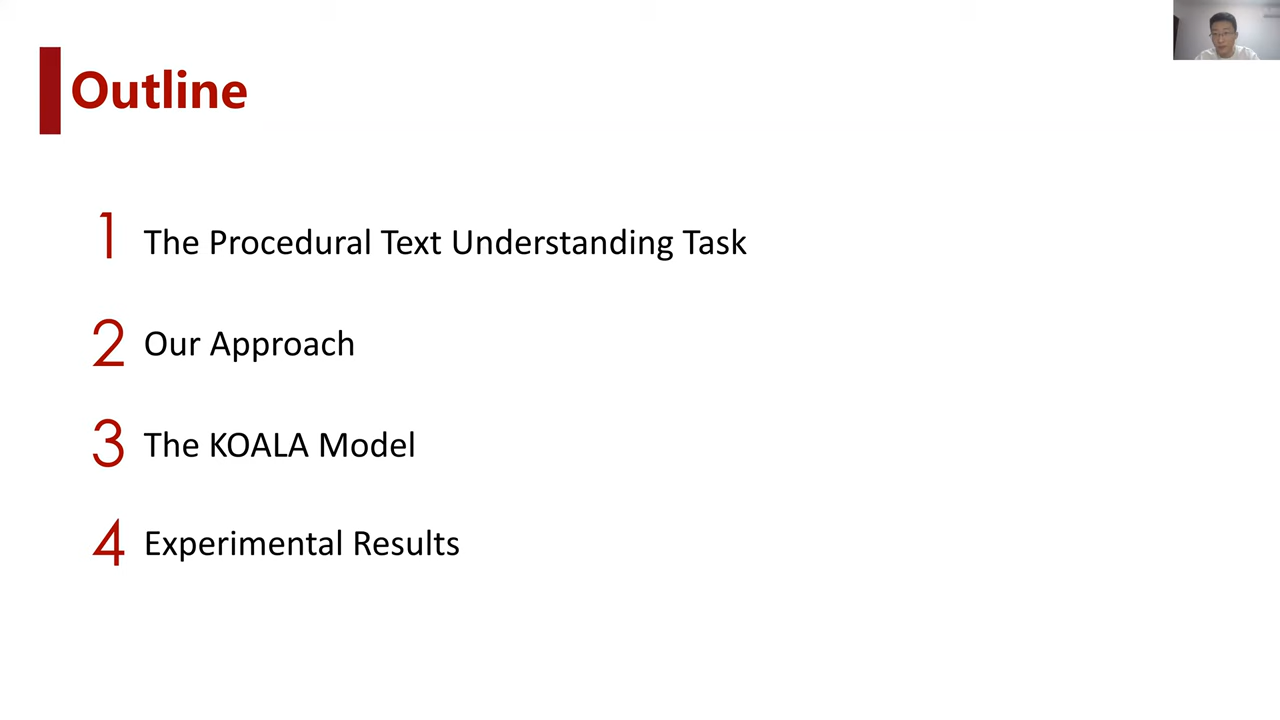 Outline
1 The Procedural Text Understanding Task
2 Our Approach
3 The KOALA Model
4 Experimental Results